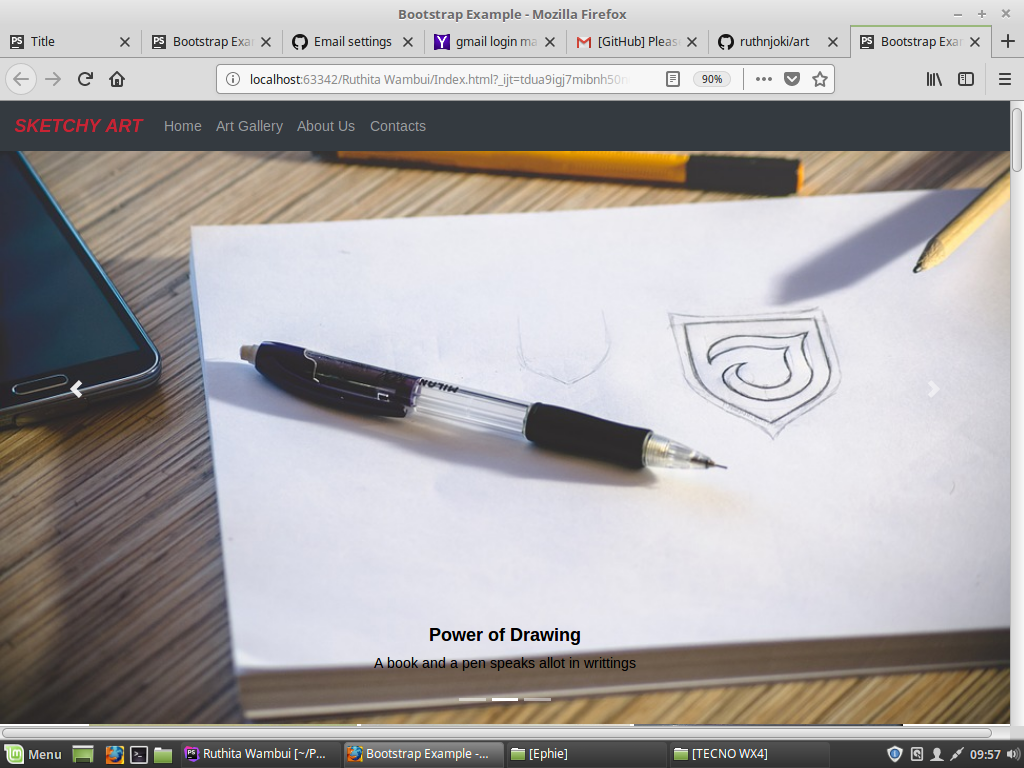 Bootstrap Example - Mozilla Firefox
Title
Bootstrap Exa
Email settings
gmail login ma
[GitHub] Pleas
ruthnjoki/art
Bootstrap Exa
localhost:63342/Ruthita Wambui/Index.html?_ijt=tdua9igj7mibnh50
90%
SKETCHY ART
Home
Art Gallery
About Us
Contacts
MILAN
Power of Drawing
A book and a pen speaks allot in writtings
Menu
Ruthita Wambui [~/P...
Bootstrap Example -...
[Ephie]
[TECNO WX4]
09:57